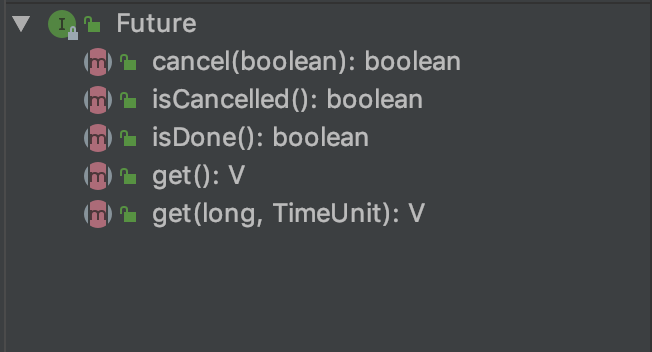 Future
cancel(boolean): boolean
isCancelled(): boolean
isDone(): boolean
get(): V
get(long, TimeUnit): V